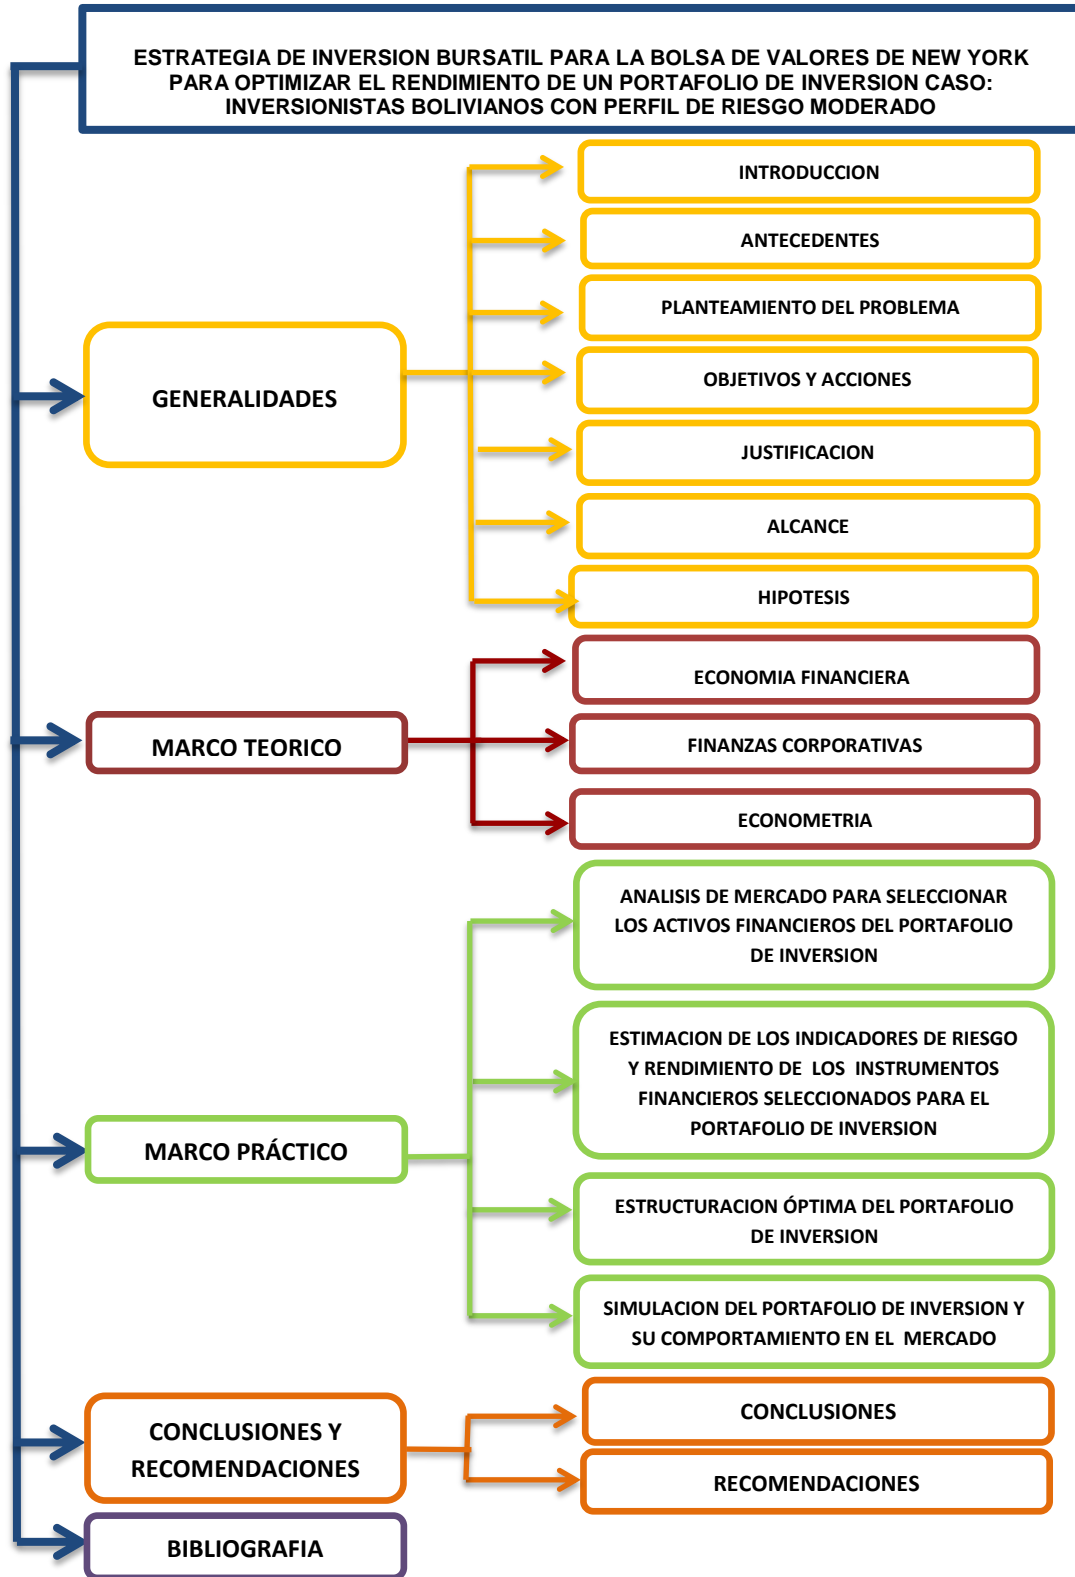 ESTRATEGIA DE INVERSION BURSATIL PARA LA BOLSA DE VALORES DE NEW YORK
PARA OPTIMIZAR EL RENDIMIENTO DE UN PORTAFOLIO DE INVERSION CASO:
INVERSIONISTAS BOLIVIANOS CON PERFIL DE RIESGO MODERADO
GENERALIDADES
INTRODUCCION
ANTECEDENTES
PLANTEAMIENTO DEL PROBLEMA
OBJETIVOS Y ACCIONES
JUSTIFICACION
ALCANCE
HIPOTESIS
MARCO TEORICO
ECONOMIA FINANCIERA
FINANZAS CORPORATIVAS
ECONOMETRIA
MARCO PRÁCTICO
ANALISIS DE MERCADO PARA SELECCIONAR
LOS ACTIVOS FINANCIEROS DEL PORTAFOLIO
DE INVERSION
ESTIMACION DE LOS INDICADORES DE RIESGO
Y RENDIMIENTO DE LOS INSTRUMENTOS
FINANCIEROS SELECCIONADOS PARA EL
PORTAFOLIO DE INVERSION
ESTRUCTURACION ÓPTIMA DEL PORTAFOLIO
DE INVERSION
SIMULACION DEL PORTAFOLIO DE INVERSION Y
SU COMPORTAMIENTO EN EL MERCADO
CONCLUSIONES Y
RECOMENDACIONES
CONCLUSIONES
RECOMENDACIONES
BIBLIOGRAFIA